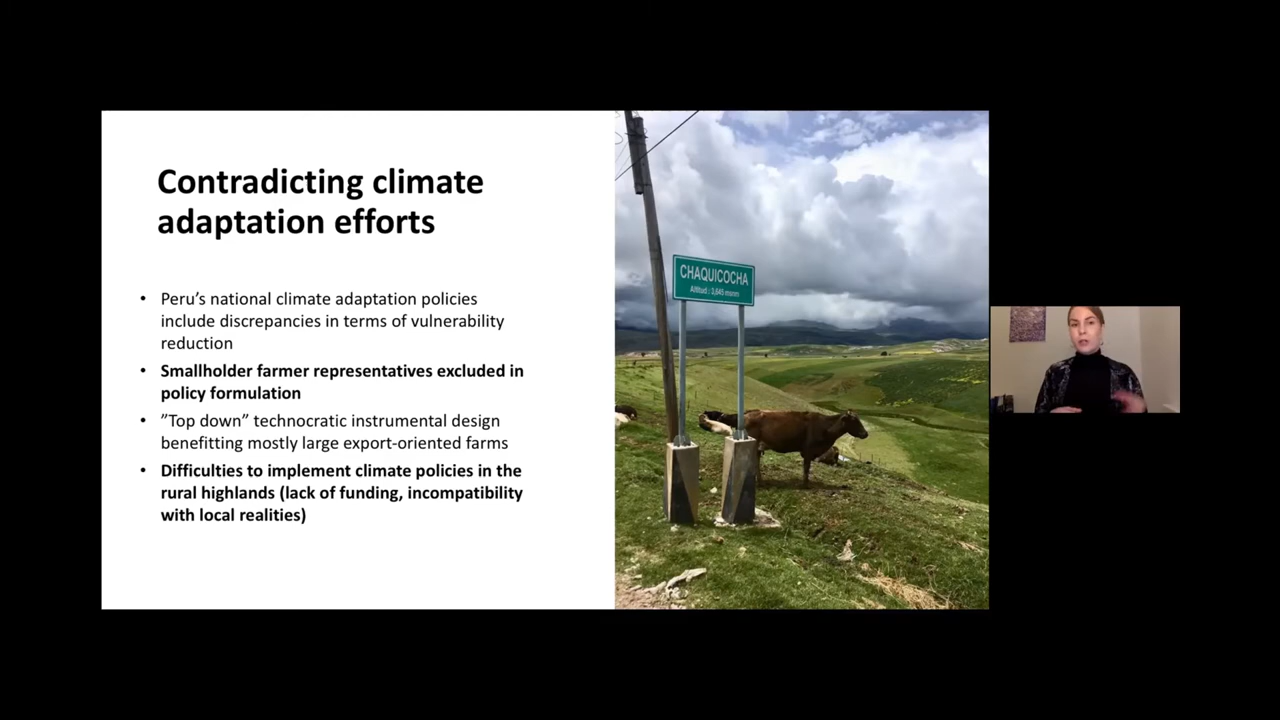 Contradicting climate
adaptation efforts
• Peru's national climate adaptation policies
include discrepancies in terms of vulnerability
reduction
• Smallholder farmer representatives excluded in
policy formulation
• ”Top down” technocratic instrumental design
benefitting mostly large export-oriented farms
• Difficulties to implement climate policies in the
rural highlands (lack of funding, incompatibility
with local realities)
CHAQUICOCHA
Altitud : 3,645 msnm